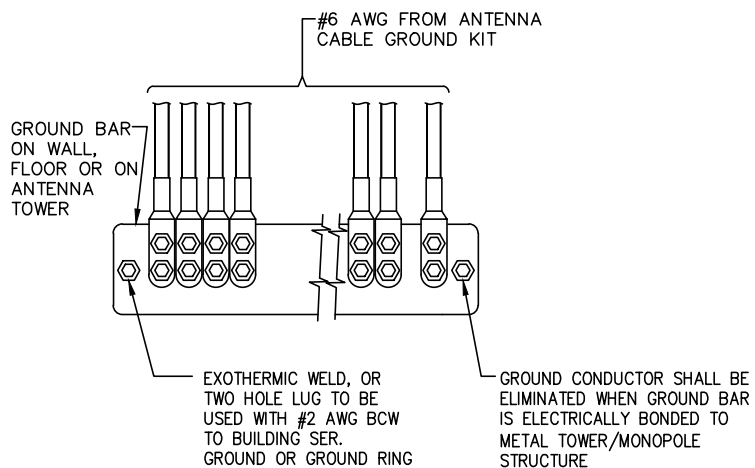 #6 AWG FROM ANTENNA
CABLE GROUND KIT
GROUND BAR
ON WALL,
FLOOR OR ON
ANTENNA
TOWER
EXOTHERMIC WELD, OR
TWO HOLE LUG TO BE
USED WITH #2 AWG BCW
TO BUILDING SER.
GROUND OR GROUND RING
GROUND CONDUCTOR SHALL BE
ELIMINATED WHEN GROUND BAR
IS ELECTRICALLY BONDED TO
METAL TOWER/MONOPOLE
STRUCTURE